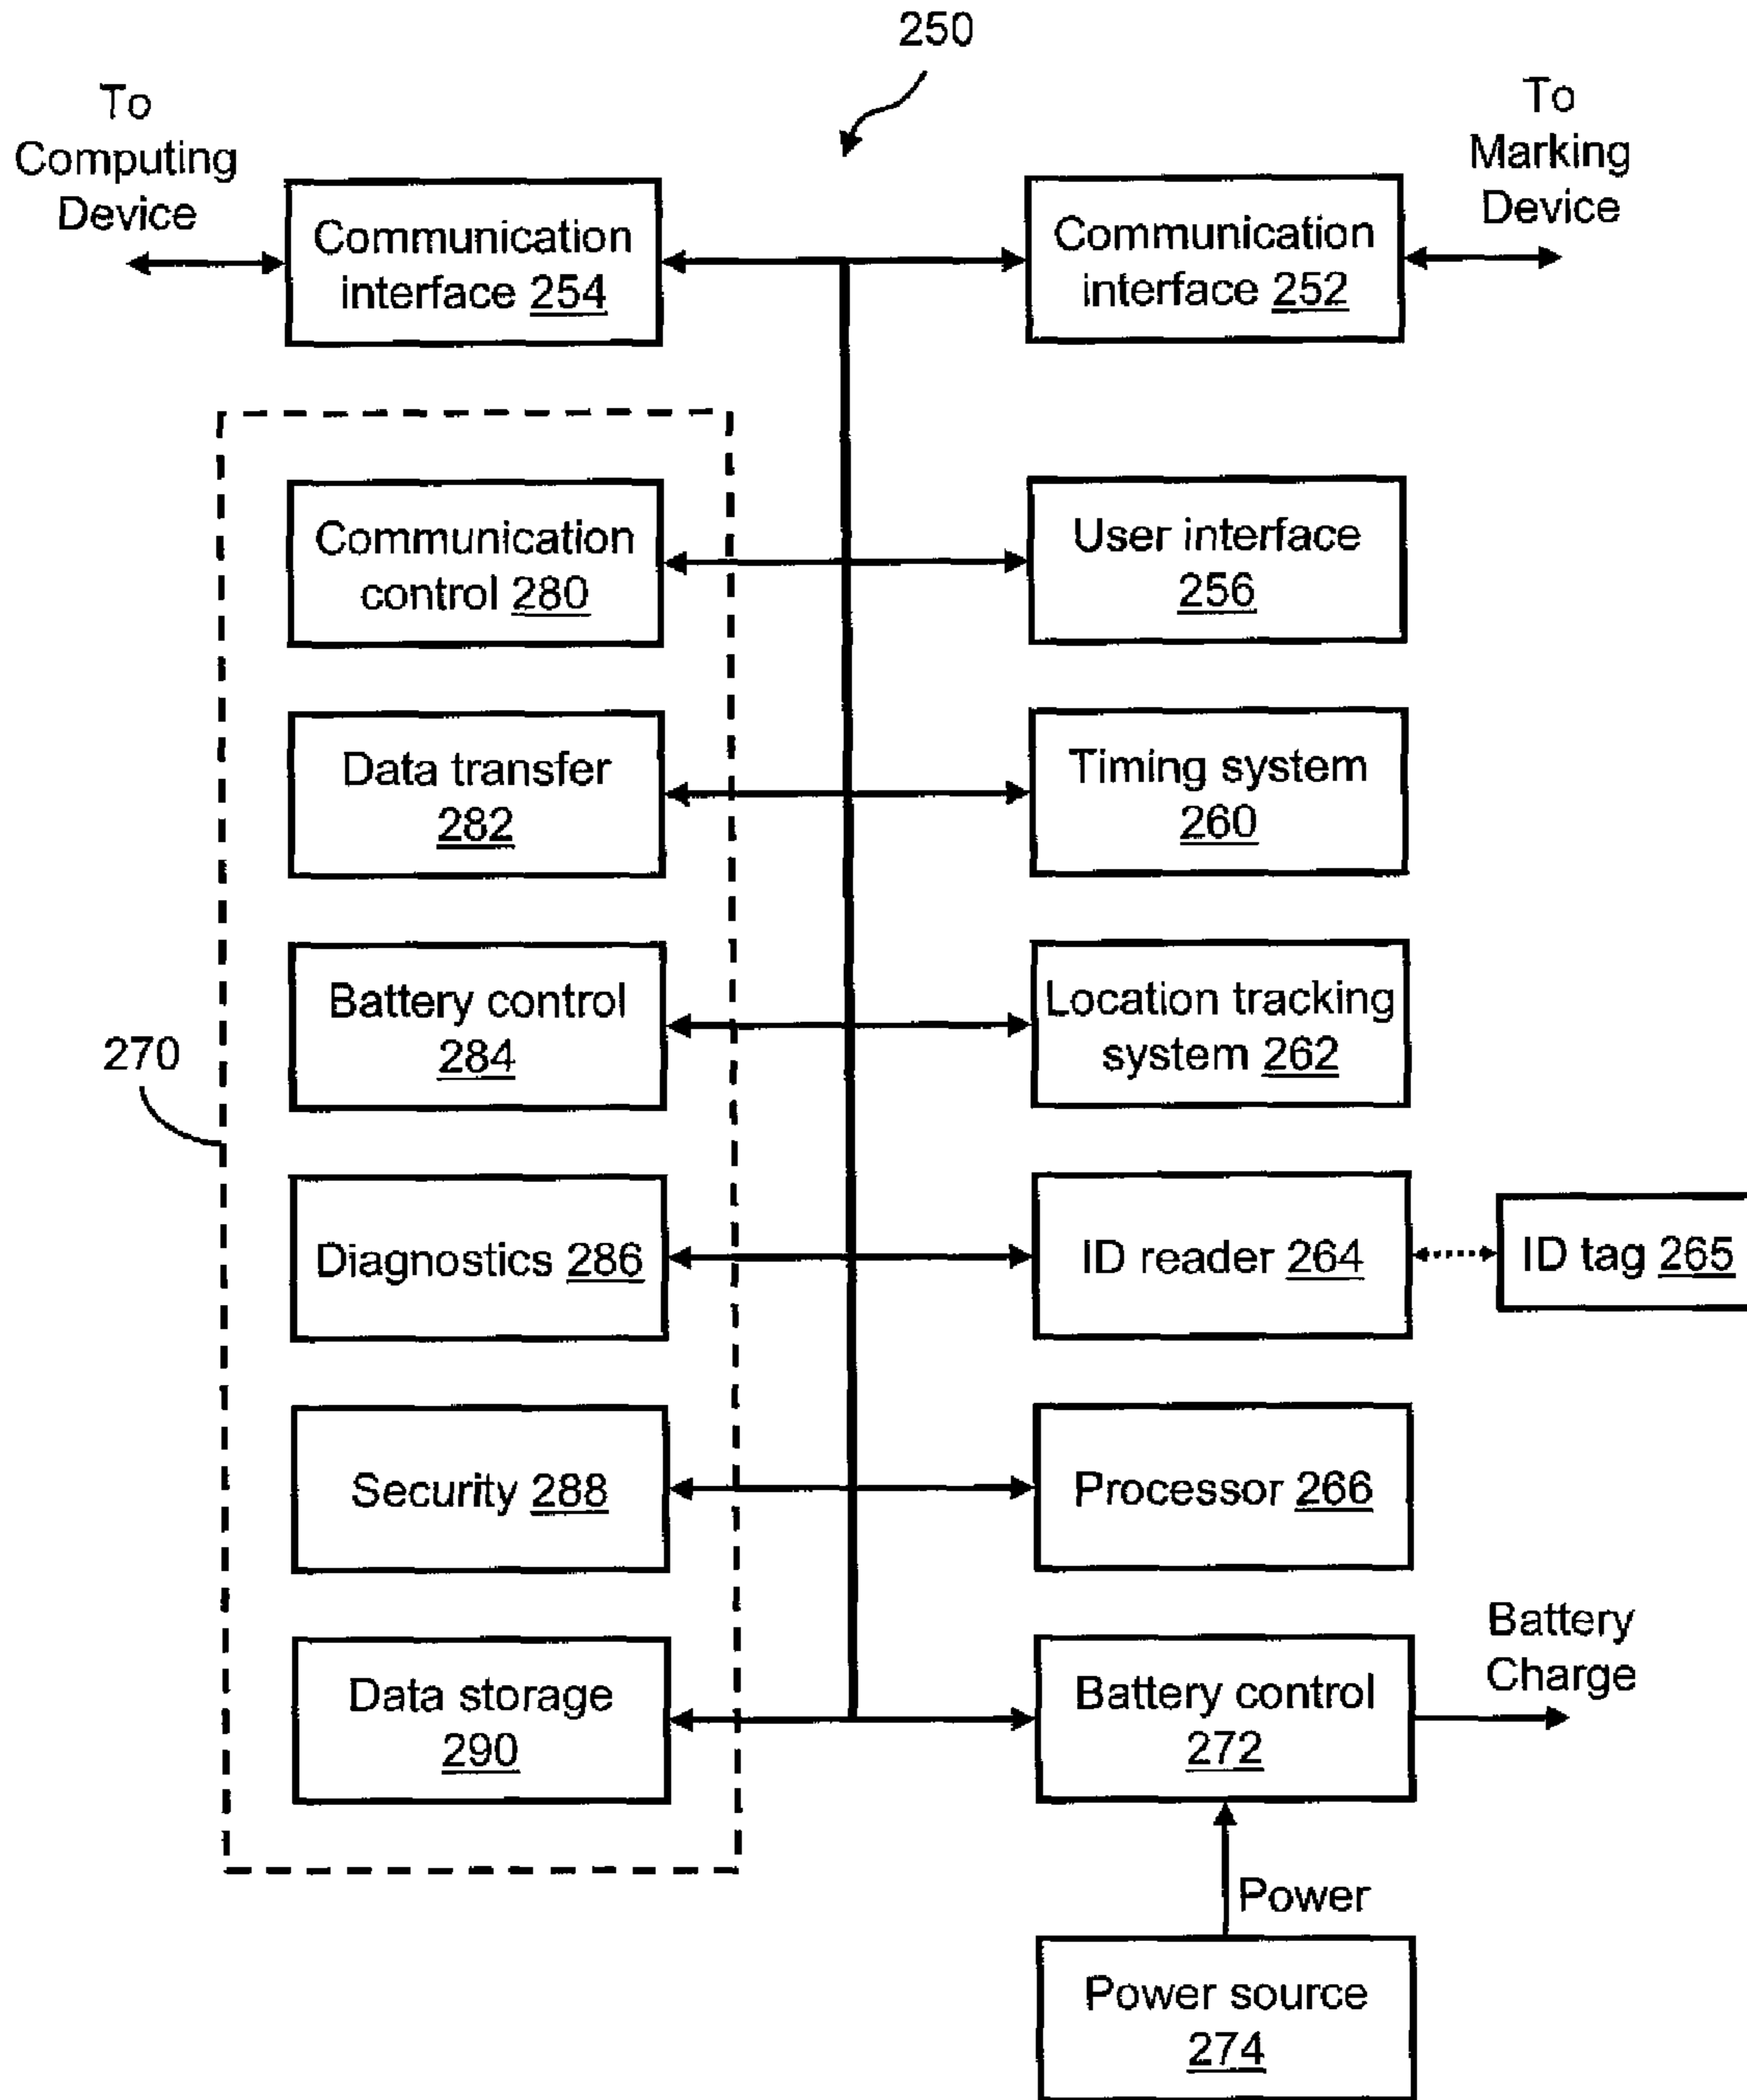 250
To
Computing
Device
To
Marking
Device
Communication
interface 254
Communication
interface 252
Communication
control 280
User interface
256
Data transfer
282
Timing system
260
Battery control
284
Location tracking
system 262
270
Diagnostics 286
ID reader 264
ID tag 265
Security 288
Processor 266
Data storage
290
Battery control
272
Battery
Charge
Power
Power source
274